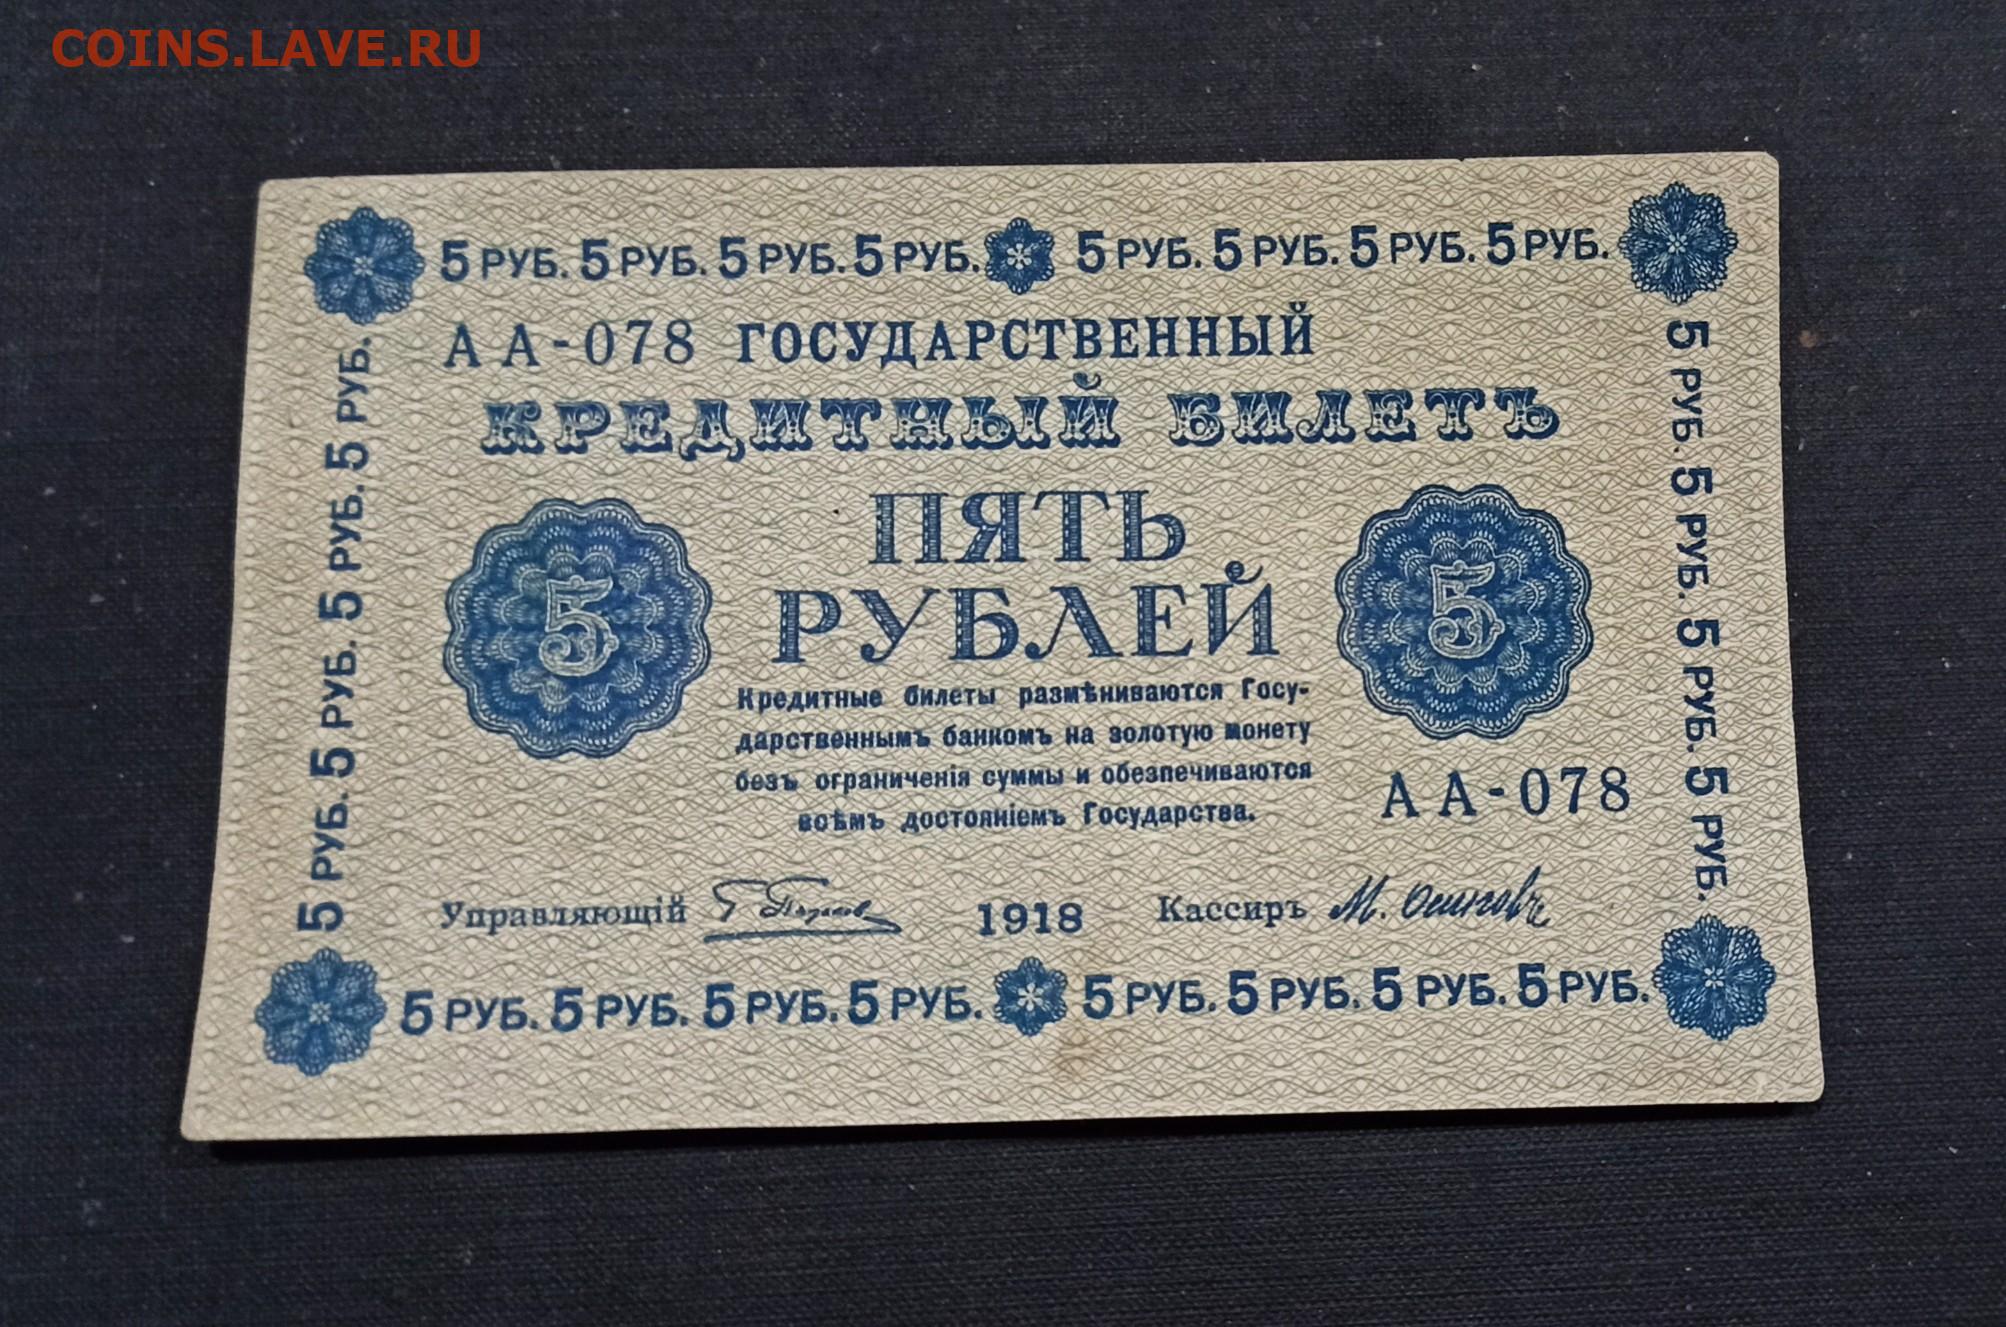 COINS.LAVE.RU
5 РУБ. 5 РУБ. 5 РУБ. 5 РУБ. 5 РУБ. 5 РУБ. 5 РУБ. 5 РУБ.
АА-078 ГОСУДАРСТВЕННЫЙ
КРЕДИТНЫЙ БИЛЕТЪ
5 РУБ. 5 РУБ. 5 РУБ. 5 РУБ.
5
ПЯТЬ
РУБЛЕЙ
5
5 РУБ. 5 РУБ. 5 РУБ. 5 РУБ.
Кредитные билеты размѣниваются Госу-
дарственнымъ банкомъ на золотую монету
безъ ограниченія суммы и обезпечиваются
всѣмъ достояніемъ Государства.
АА-078
Управляющій
1918
Кассиръ М. Осиповъ
5 РУБ. 5 РУБ. 5 РУБ. 5 РУБ. 5 РУБ. 5 РУБ. 5 РУБ. 5 РУБ.